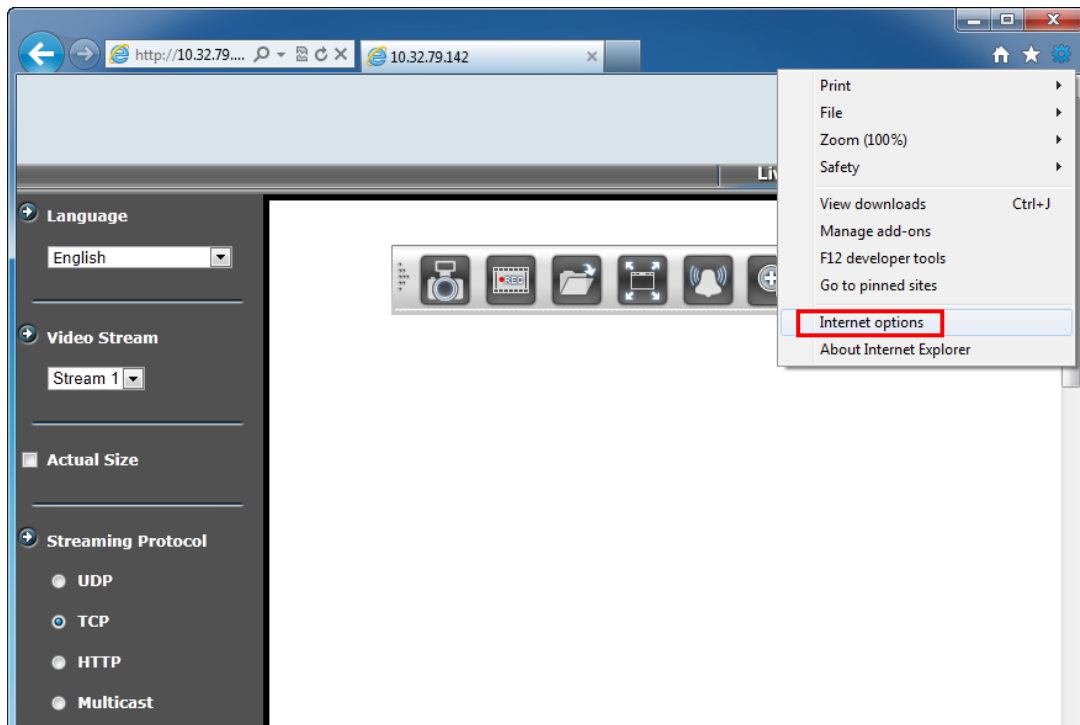 http://10.32.79....
10.32.79.142
Print
File
Zoom (100%)
Safety
View downloads Ctrl+J
Manage add-ons
F12 developer tools
Go to pinned sites
Internet options
About Internet Explorer
Language
English
REC
Video Stream
Stream 1
Actual Size
Streaming Protocol
UDP
TCP
HTTP
Multicast